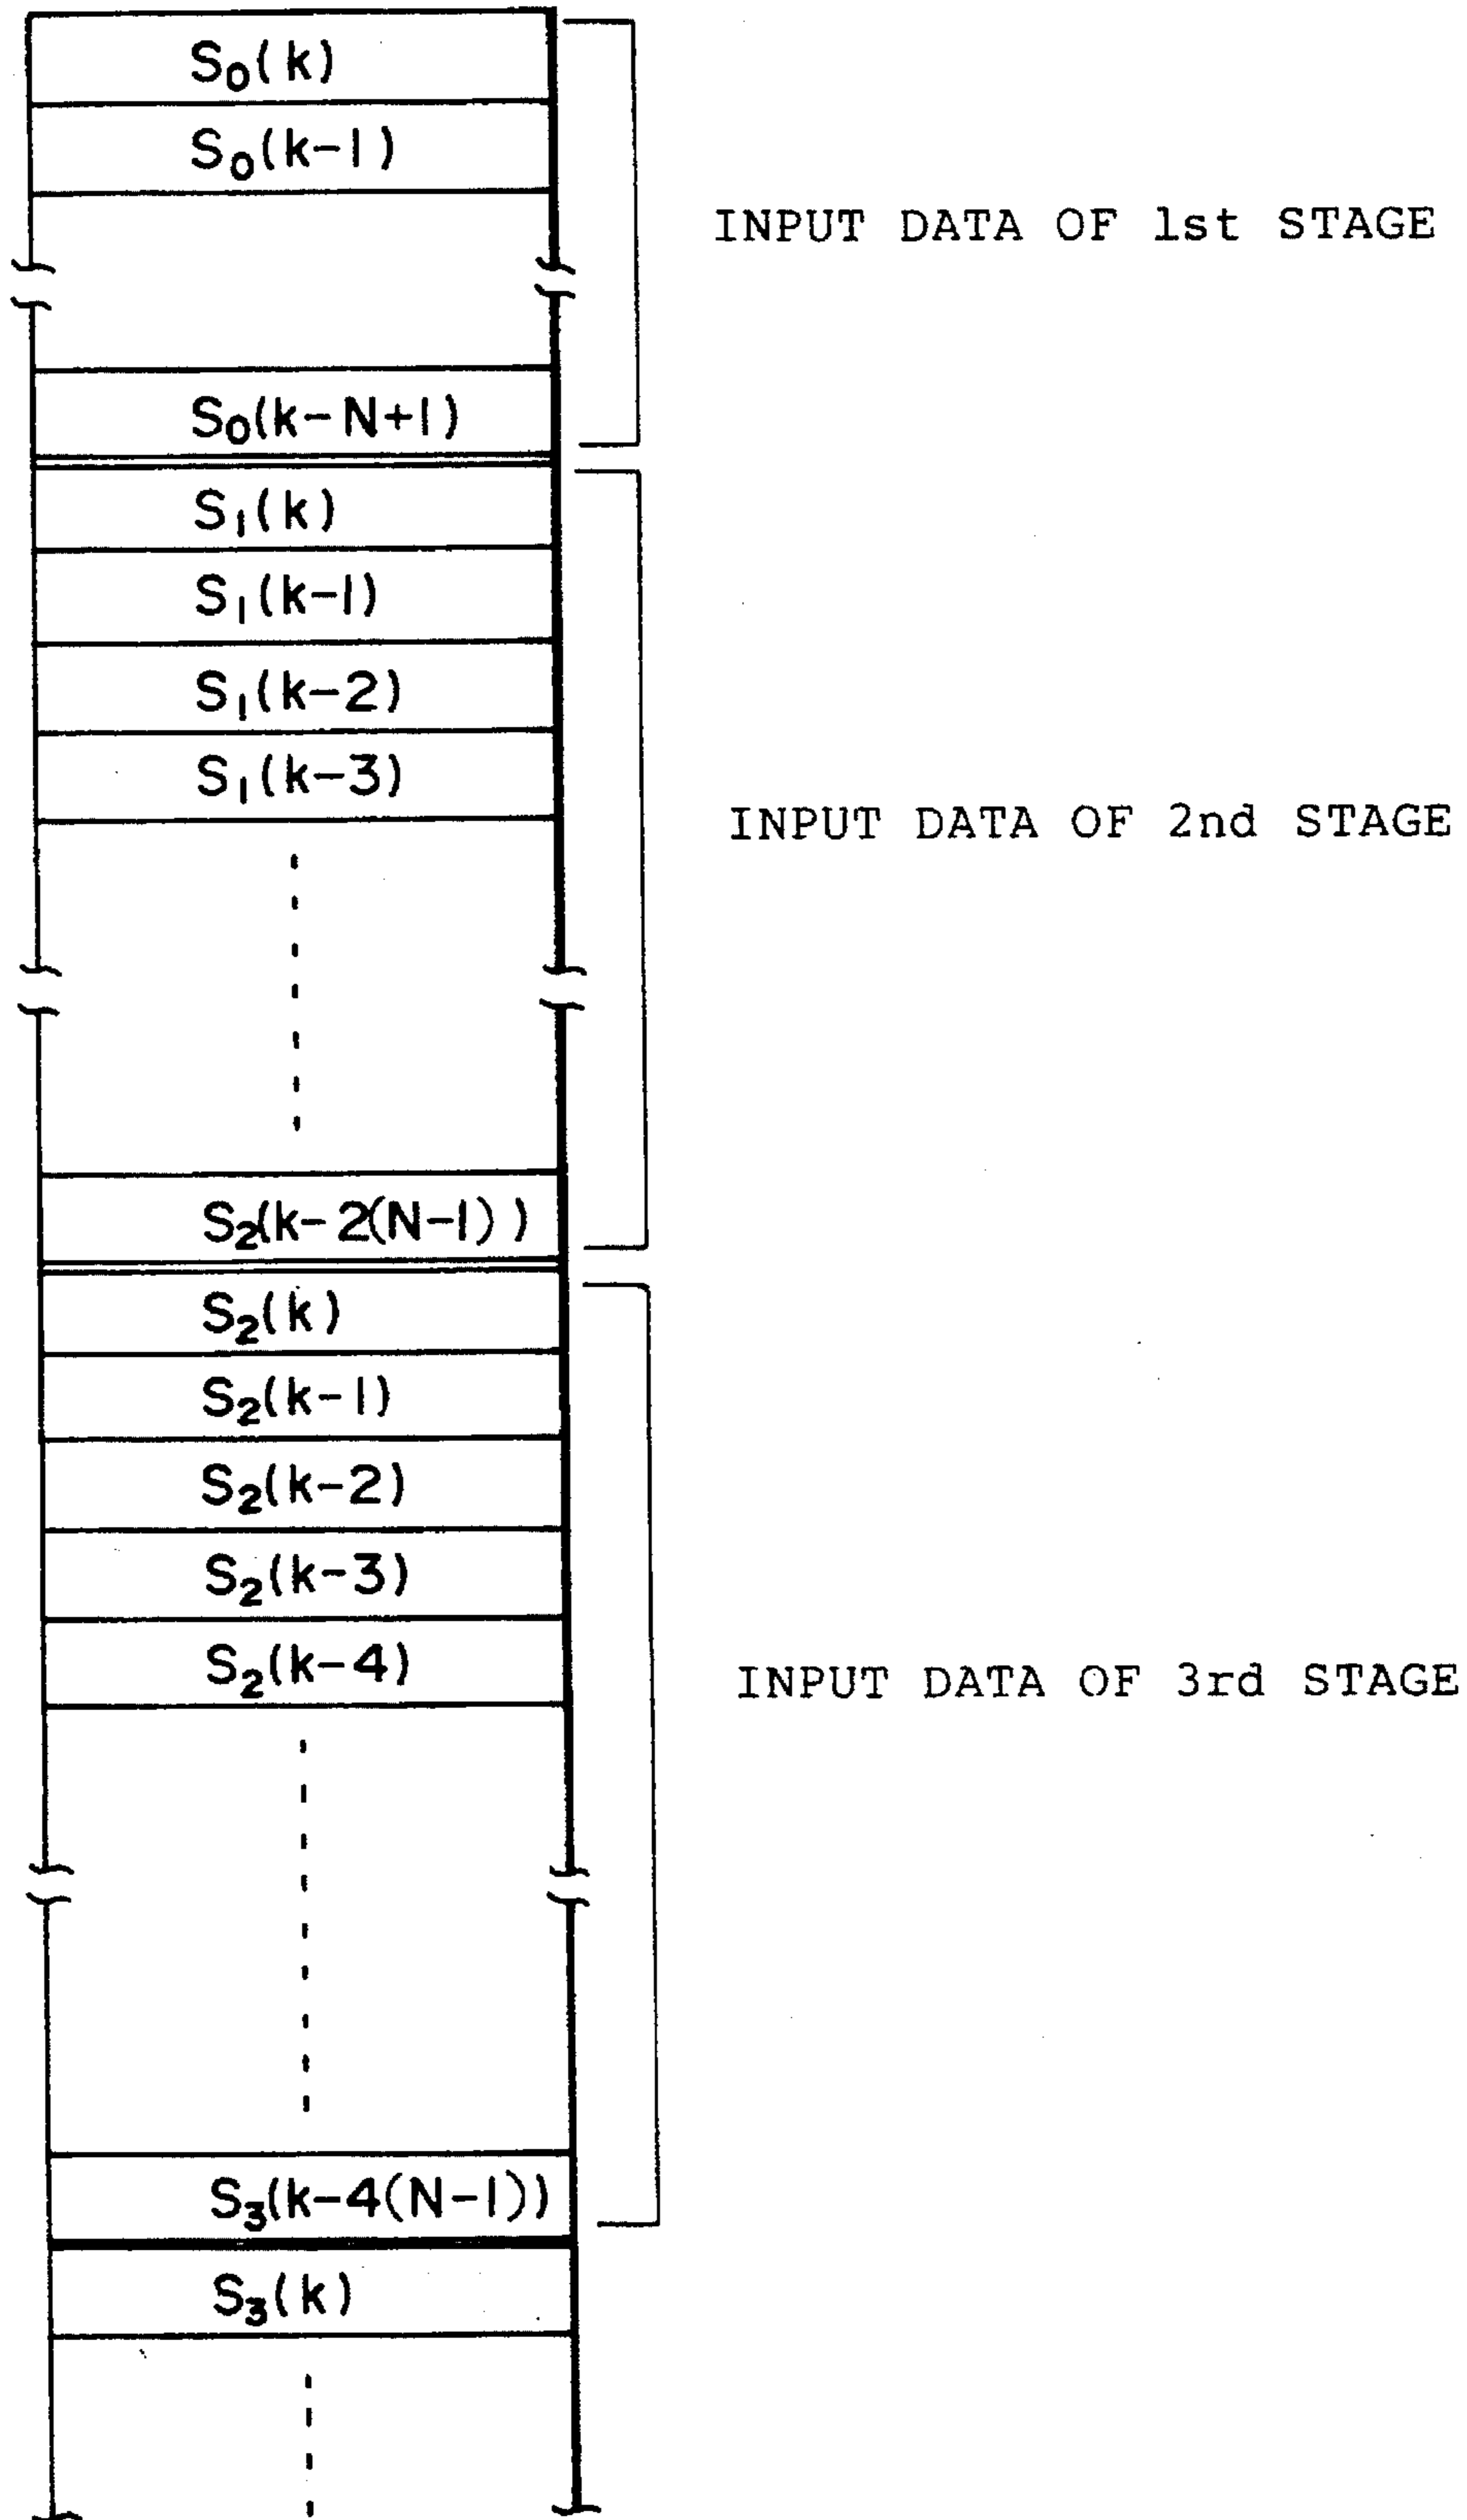 S₀(k)
S₀(k-1)
INPUT DATA OF 1st STAGE
S₀(k-N+1)
S₁(k)
S₁(k-1)
S₁(k-2)
S₁(k-3)
INPUT DATA OF 2nd STAGE
S₂(k-2(N-1))
S₂(k)
S₂(k-1)
S₂(k-2)
S₂(k-3)
S₂(k-4)
INPUT DATA OF 3rd STAGE
S₃(k-4(N-1))
S₃(k)